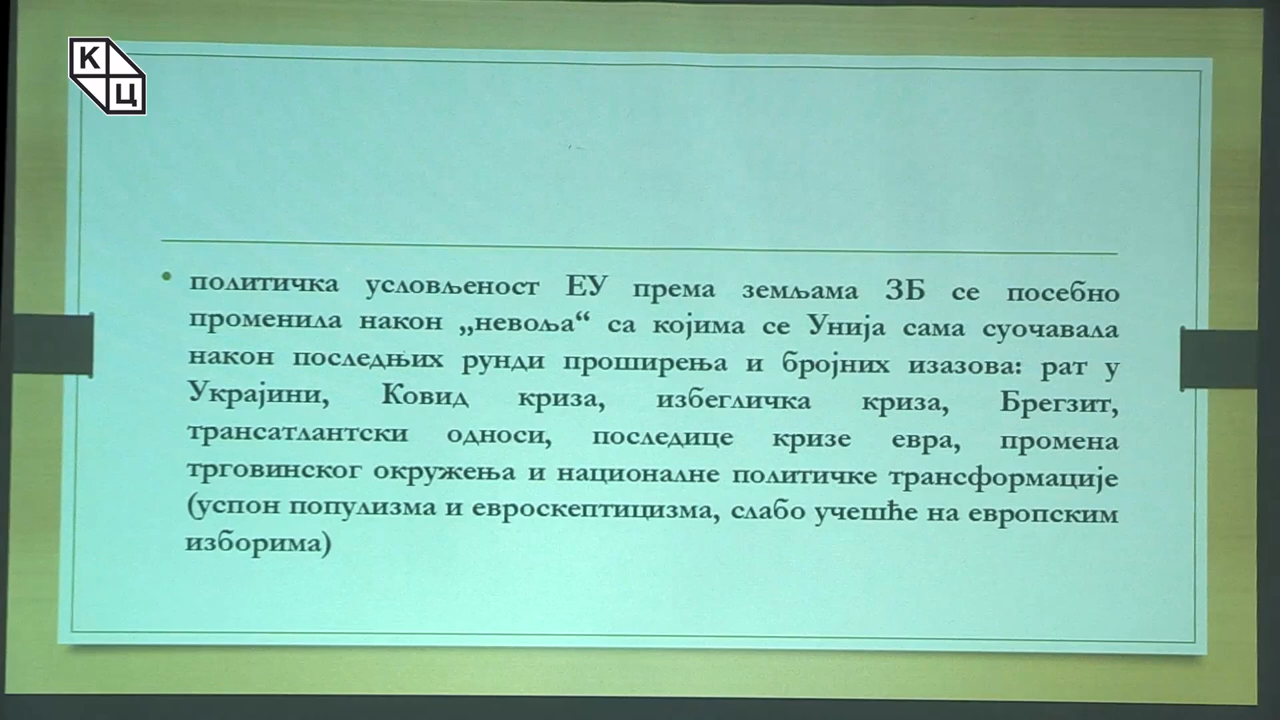 К
Ц
• политичка условљеност ЕУ према земљама ЗБ се посебно
променила након „невоља“ са којима се Унија сама суочавала
након последњих рунди проширења и бројних изазова: рат у
Украјини, Ковид криза, избегличка криза, Брегзит,
трансатлантски односи, последице кризе евра, промена
трговинског окружења и националне политичке трансформације
(успон популизма и евроскептицизма, слабо учешће на европским
изборима)